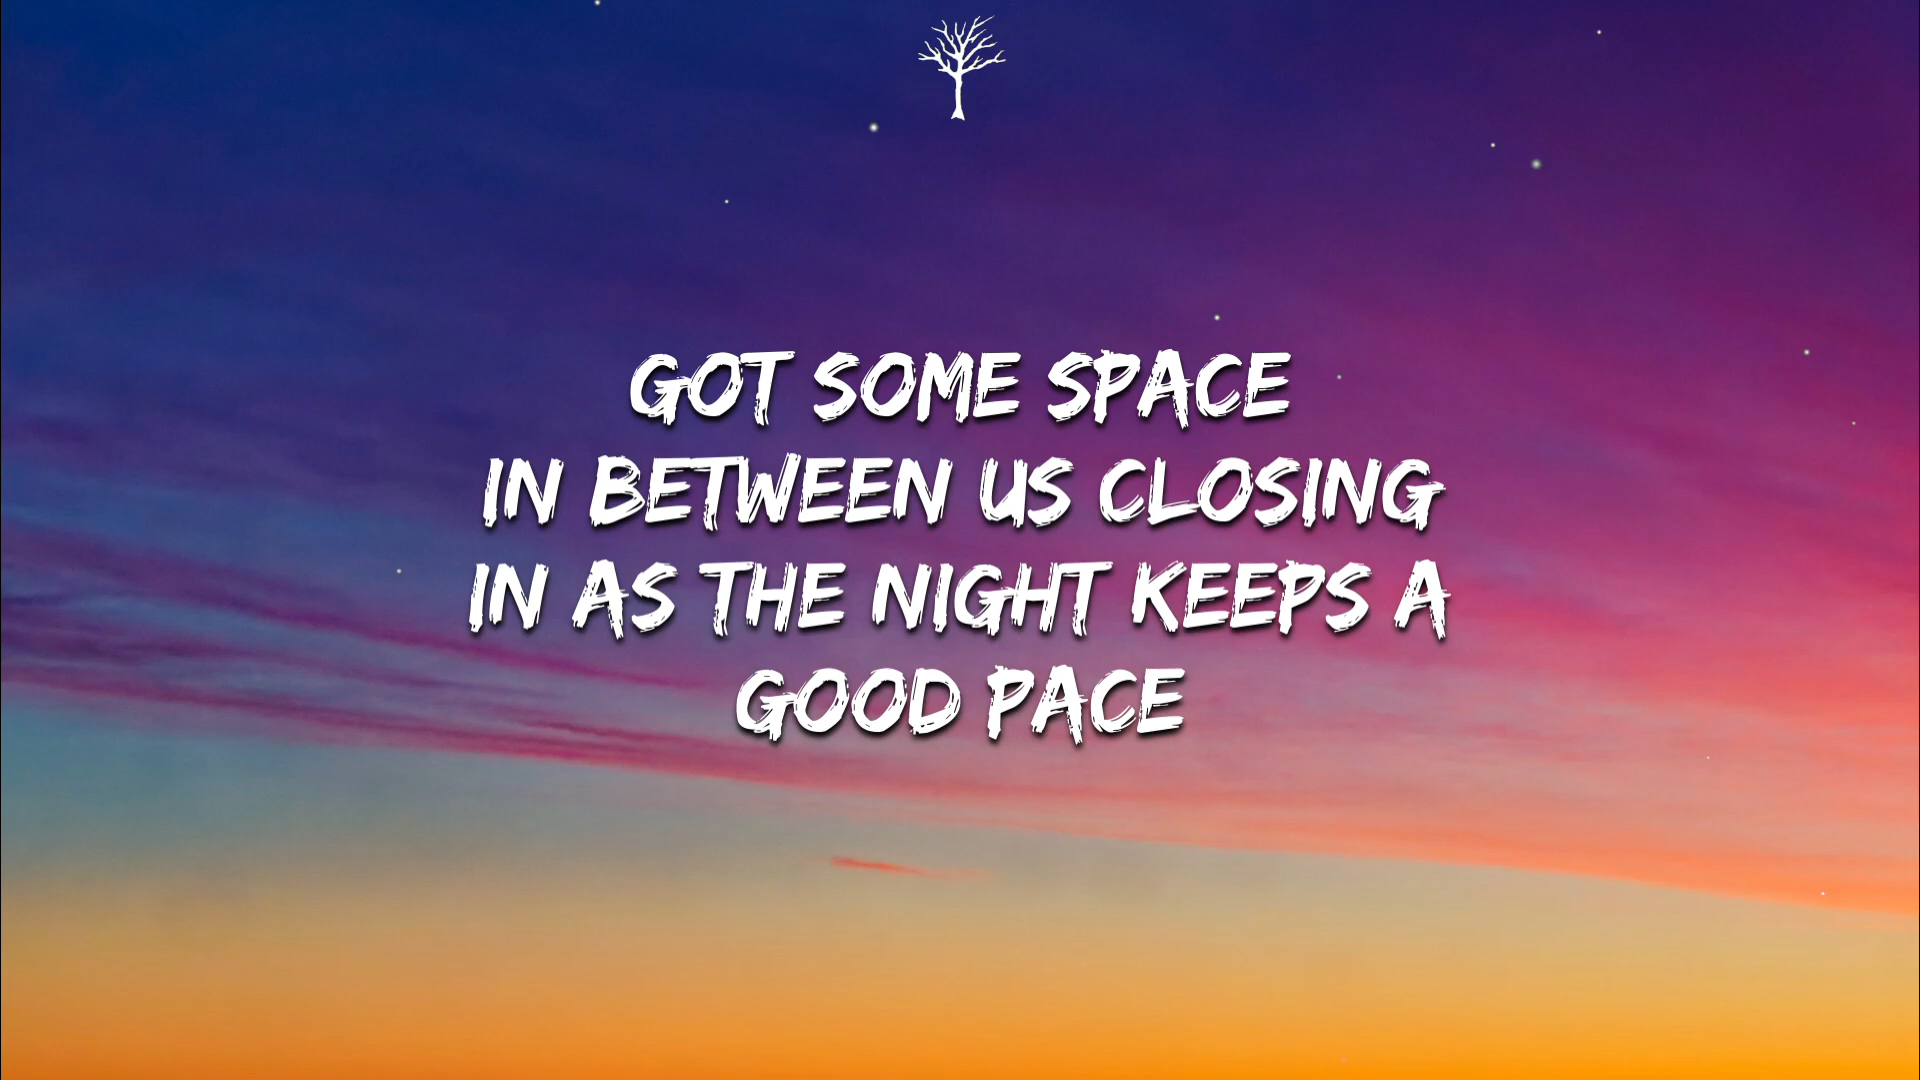 GOT SOME SPACE
IN BETWEEN US CLOSING
IN AS THE NIGHT KEEPS A
GOOD PACE